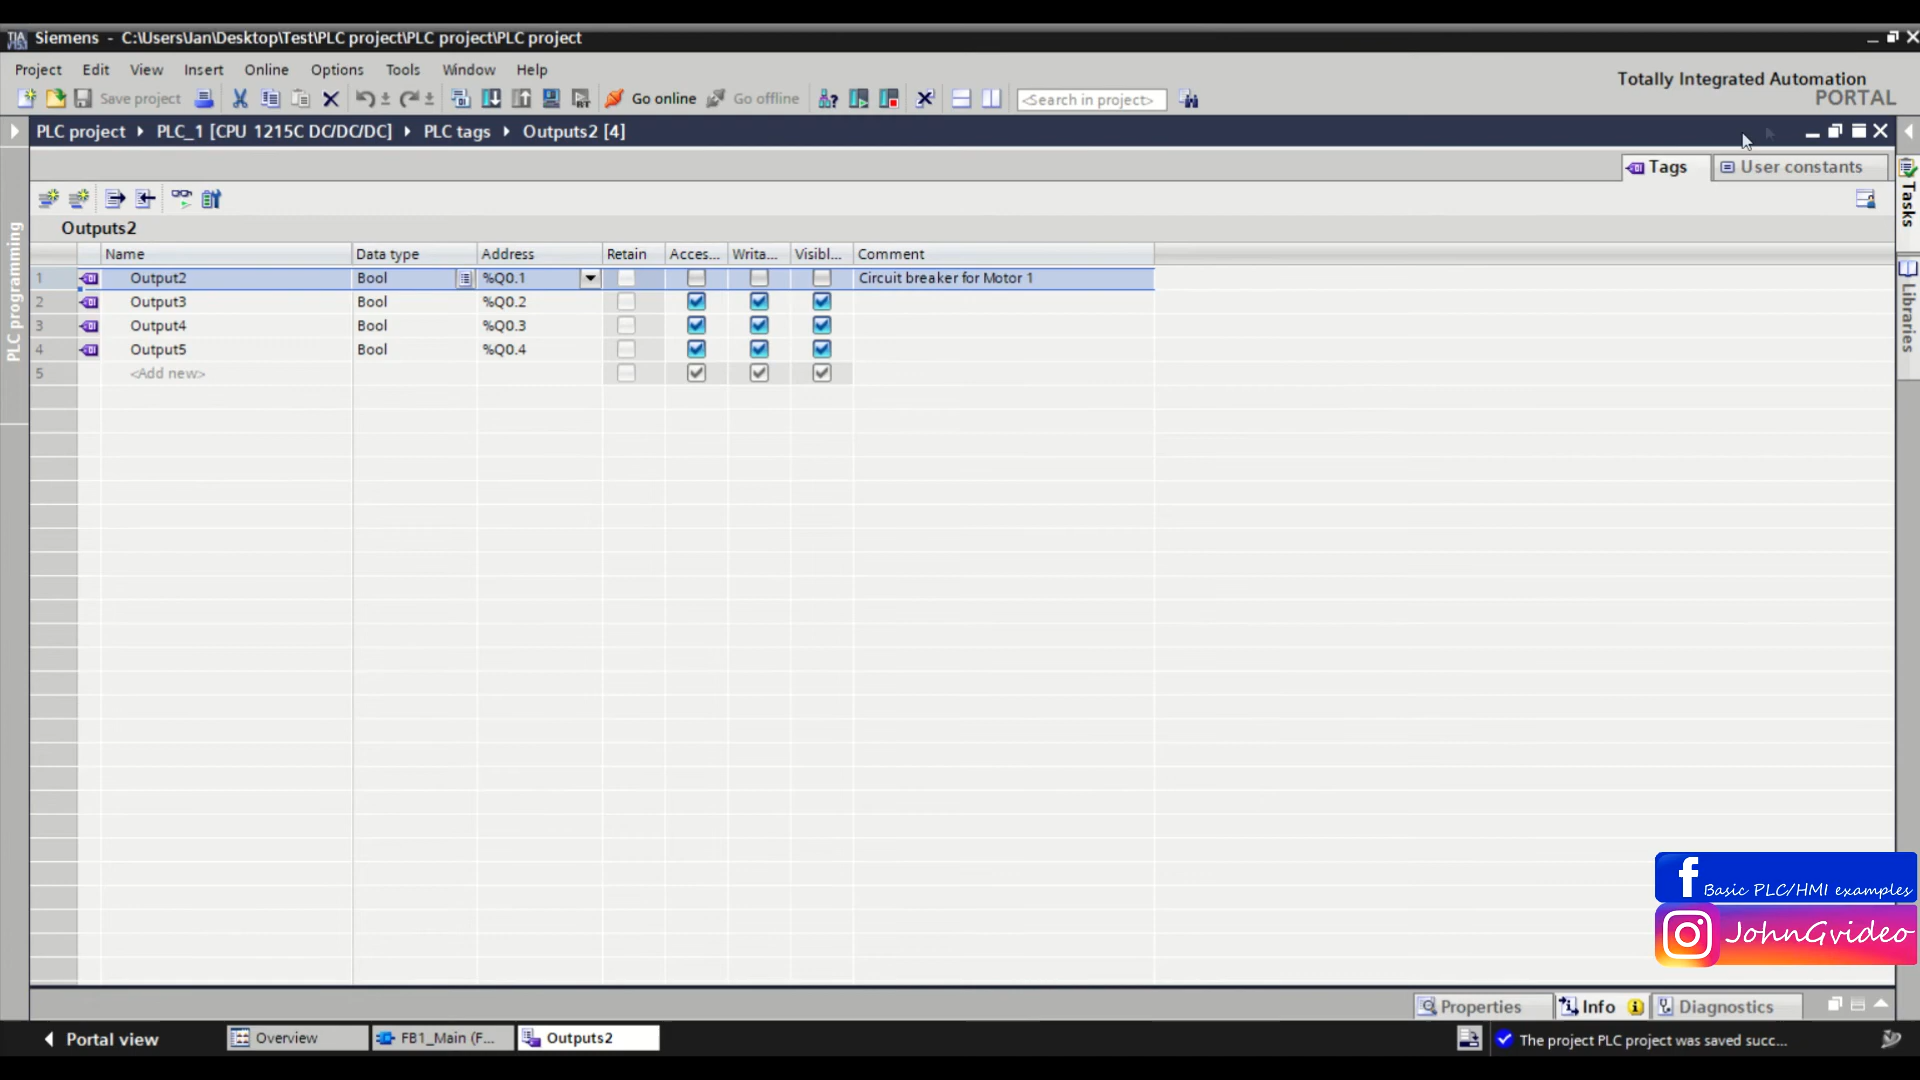 Siemens - C:\Users\Jan\Desktop\Test\PLC project\PLC project\PLC project
Project Edit View Insert Online Options Tools Window Help
Totally Integrated Automation
PORTAL
Save project Go online Go offline <Search in project>
PLC project PLC_1 [CPU 1215C DC/DC/DC] PLC tags Outputs2 [4]
Tags User constants
Outputs2
Name Data type Address Retain Acces... Writa... Visibl... Comment
1 Output2 Bool %Q0.1 Circuit breaker for Motor 1
2 Output3 Bool %Q0.2
3 Output4 Bool %Q0.3
4 Output5 Bool %Q0.4
5 <Add new>
PLC programming
Tasks
Libraries
f Basic PLC/HMI examples
JohnGvideo
Properties Info Diagnostics
Portal view Overview FB1_Main (F... Outputs2 The project PLC project was saved succ...